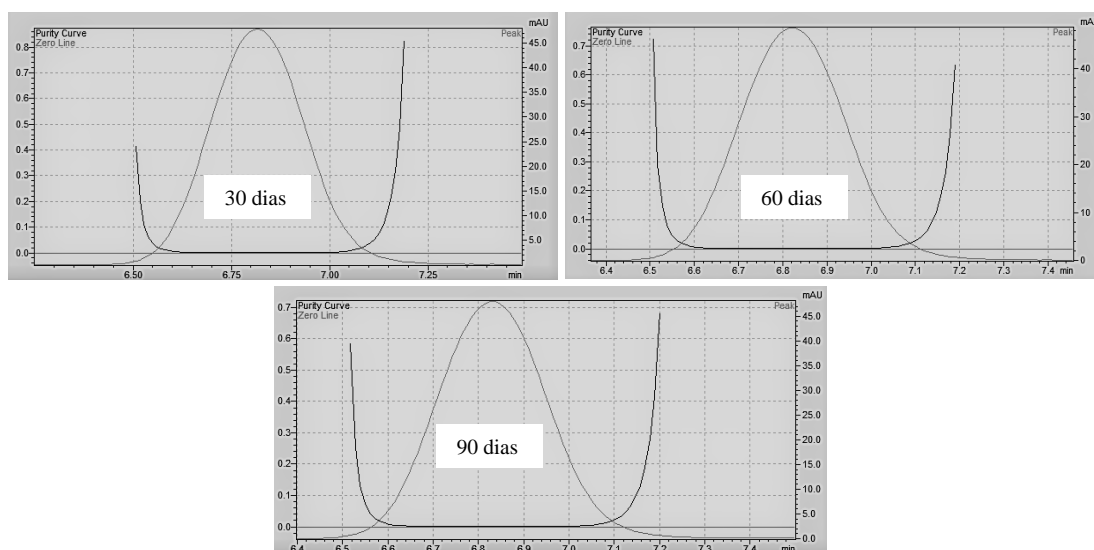 mAU
Purity Curve
Peak
Zero Line
0.8
0.7
0.6
0.5
0.4
0.3
0.2
0.1
0.0
45.0
40.0
35.0
30.0
25.0
20.0
15.0
10.0
5.0
30 dias
6.50 6.75 7.00 7.25 min
mAU
Purity Curve
Peak
Zero Line
0.7
0.6
0.5
0.4
0.3
0.2
0.1
0.0
40
30
20
10
0
60 dias
6.4 6.5 6.6 6.7 6.8 6.9 7.0 7.1 7.2 7.3 7.4 min
mAU
Purity Curve
Peak
Zero Line
0.7
0.6
0.5
0.4
0.3
0.2
0.1
0.0
45.0
40.0
35.0
30.0
25.0
20.0
15.0
10.0
5.0
0.0
90 dias
6.4 6.5 6.6 6.7 6.8 6.9 7.0 7.1 7.2 7.3 7.4 min